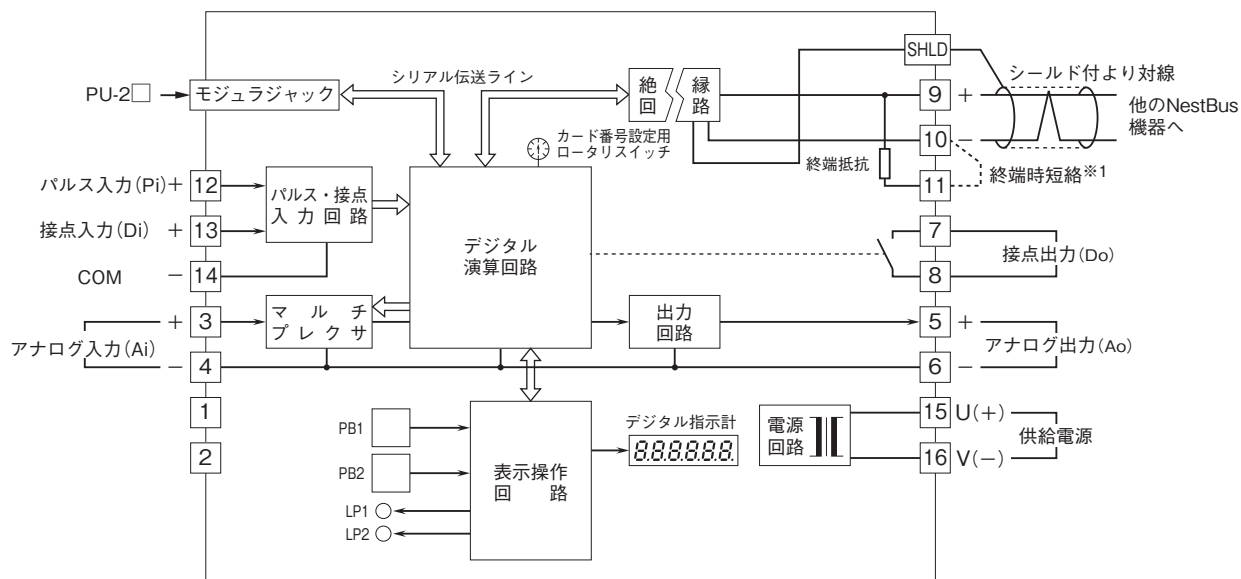 SHLD
シリアル伝送ライン
シールド付より対線
PU-2□
モジュラジャック
絶
回
縁
路
9 +
他のNestBus
機器へ
10 −
カード番号設定用
ロータリスイッチ
終端抵抗
11
終端時短絡※1
パルス入力(Pi) + 12
パルス・接点
入力回路
接点入力(Di) + 13
COM − 14
デジタル
演算回路
7
8
接点出力(Do)
アナログ入力(Ai)
+ 3
− 4
マルチ
プレクサ
出力
回路
5 +
6 −
アナログ出力(Ao)
1
2
PB1
PB2
LP1
LP2
表示操作
回路
デジタル指示計
8.8.8.8.8.8.
電源
回路
15 U(+)
16 V(−)
供給電源